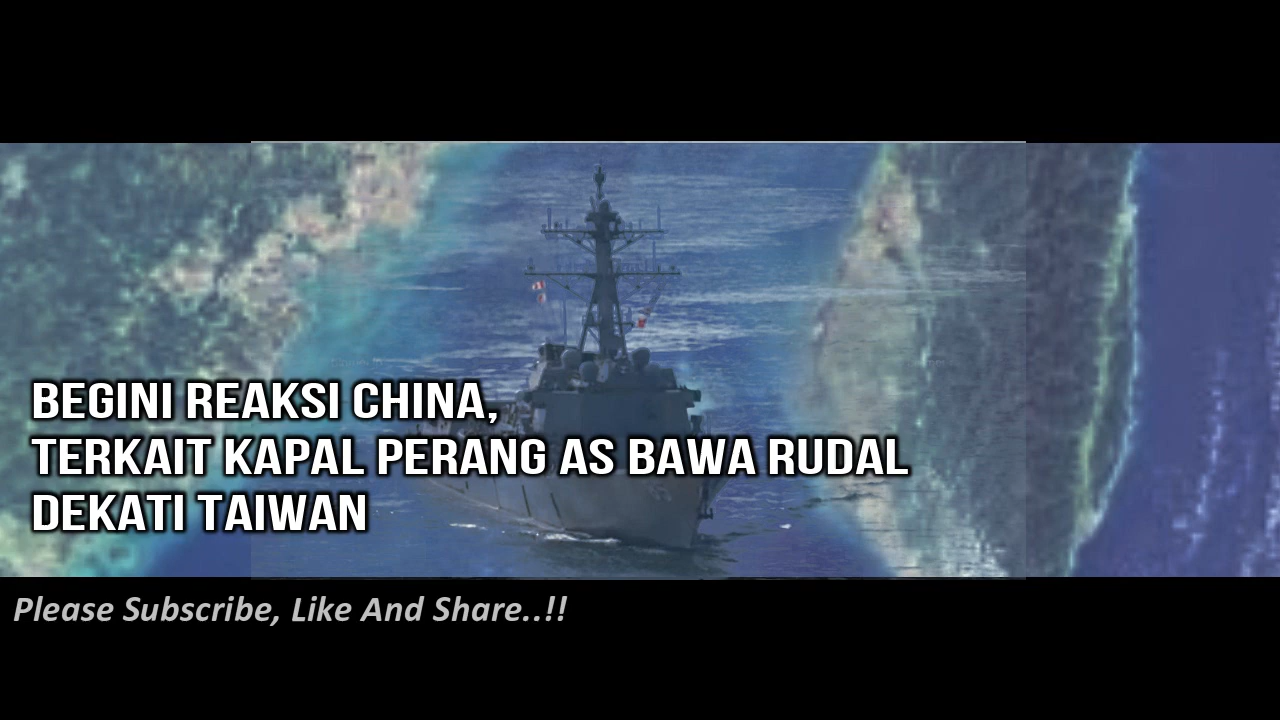 BEGINI REAKSI CHINA,
TERKAIT KAPAL PERANG AS BAWA RUDAL
DEKATI TAIWAN
Please Subscribe, Like And Share..!!